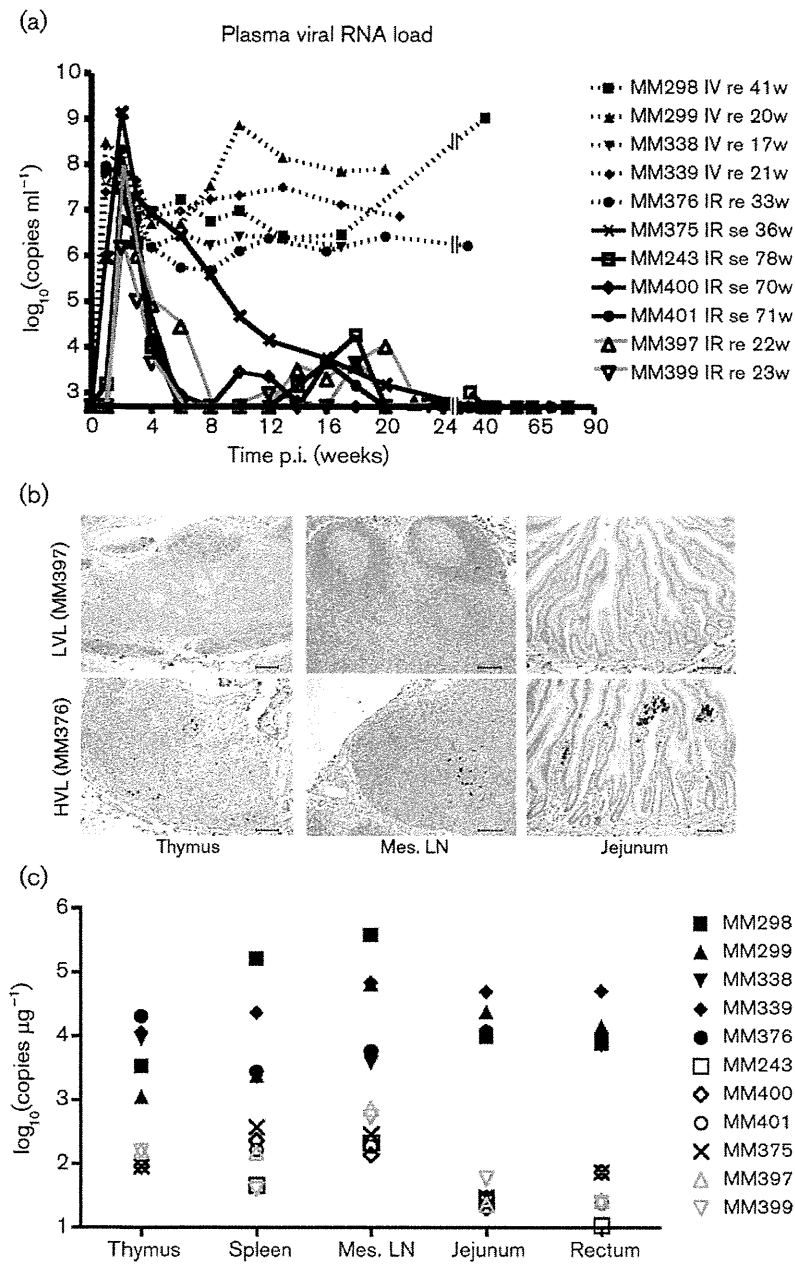 (a)
Plasma viral RNA load
log10(copies ml−1)
10
9
8
7
6
5
4
3
0 4 8 12 16 20 24 40 65 90
Time p.i. (weeks)
MM298 IV re 41w
MM299 IV re 20w
MM338 IV re 17w
MM339 IV re 21w
MM376 IR re 33w
MM375 IR se 36w
MM243 IR se 78w
MM400 IR se 70w
MM401 IR se 71w
MM397 IR re 22w
MM399 IR re 23w
(b)
LVL (MM397)
HVL (MM376)
Thymus Mes. LN Jejunum
(c)
log10(copies µg−1)
6
5
4
3
2
1
Thymus Spleen Mes. LN Jejunum Rectum
MM298
MM299
MM338
MM339
MM376
MM243
MM400
MM401
MM375
MM397
MM399